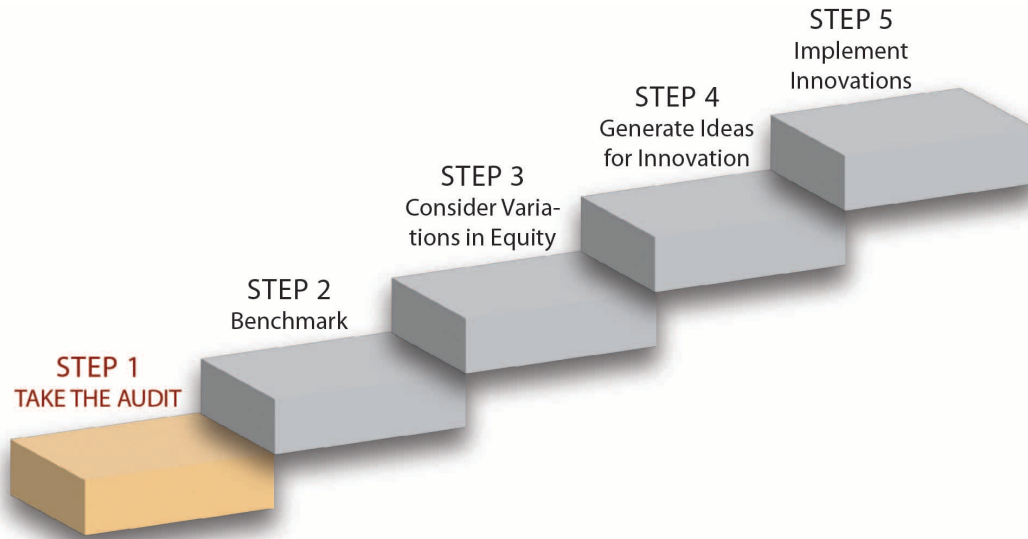 STEP 1
TAKE THE AUDIT
STEP 2
Benchmark
STEP 3
Consider Varia-
tions in Equity
STEP 4
Generate Ideas
for Innovation
STEP 5
Implement
Innovations